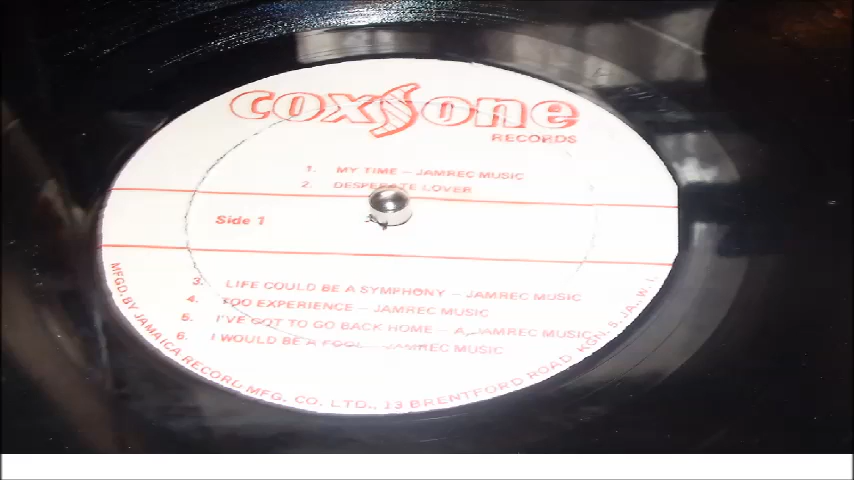 coxsone
RECORDS
1. MY TIME – JAMREC MUSIC
2. DESPERATE LOVER
Side 1
3. LIFE COULD BE A SYMPHONY – JAMREC MUSIC
4. TOO EXPERIENCE – JAMREC MUSIC
5. I'VE GOT TO GO BACK HOME – A, JAMREC MUSIC
6. I WOULD BE A FOOL JAMREC MUSIC
MFGD. BY JAMAICA RECORD MFG. CO. LTD., 13 BRENTFORD ROAD KGN. 5, JA., W.I.